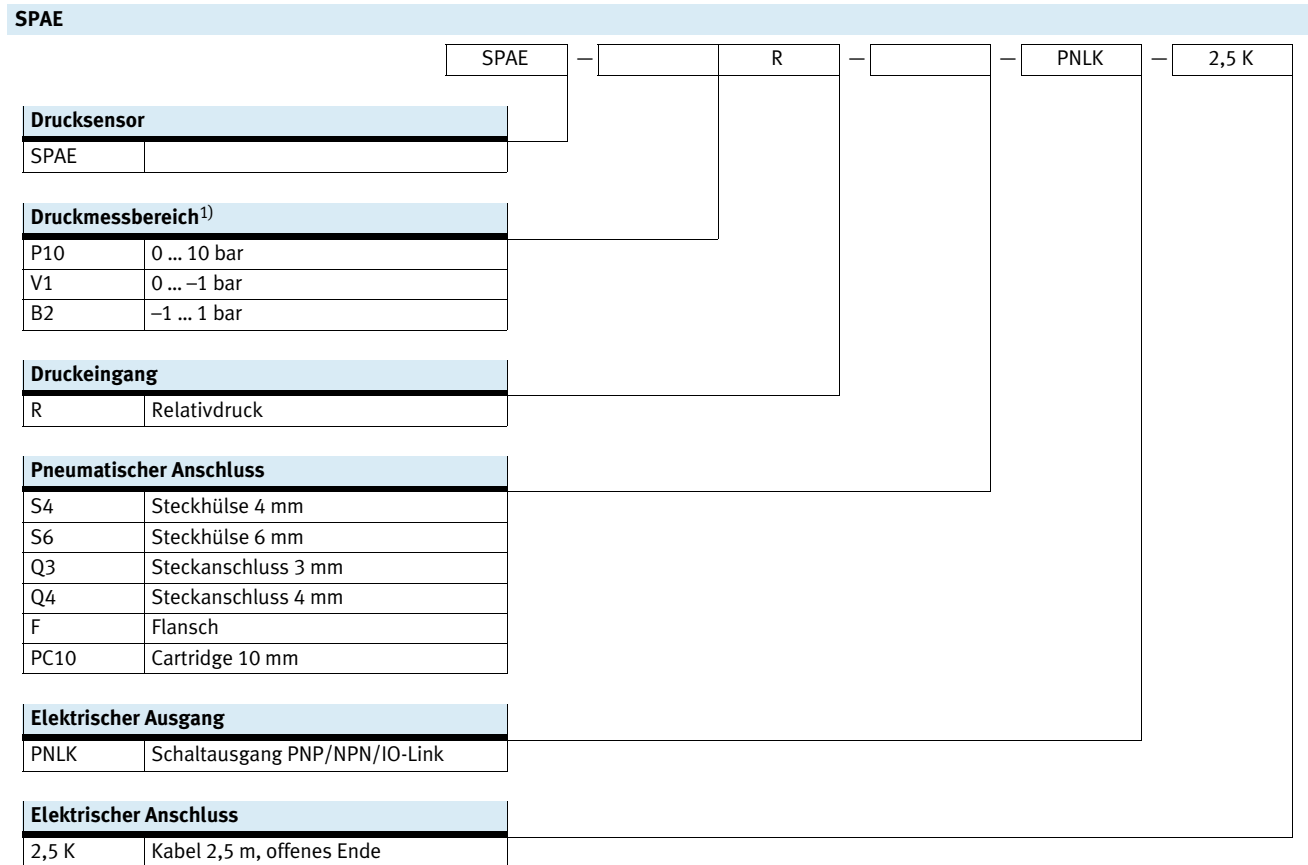 SPAE
SPAE — R — — PNLK — 2,5 K
Drucksensor
SPAE
Druckmessbereich1)
P10 0 ... 10 bar
V1 0 ... –1 bar
B2 –1 ... 1 bar
Druckeingang
R Relativdruck
Pneumatischer Anschluss
S4 Steckhülse 4 mm
S6 Steckhülse 6 mm
Q3 Steckanschluss 3 mm
Q4 Steckanschluss 4 mm
F Flansch
PC10 Cartridge 10 mm
Elektrischer Ausgang
PNLK Schaltausgang PNP/NPN/IO-Link
Elektrischer Anschluss
2,5 K Kabel 2,5 m, offenes Ende